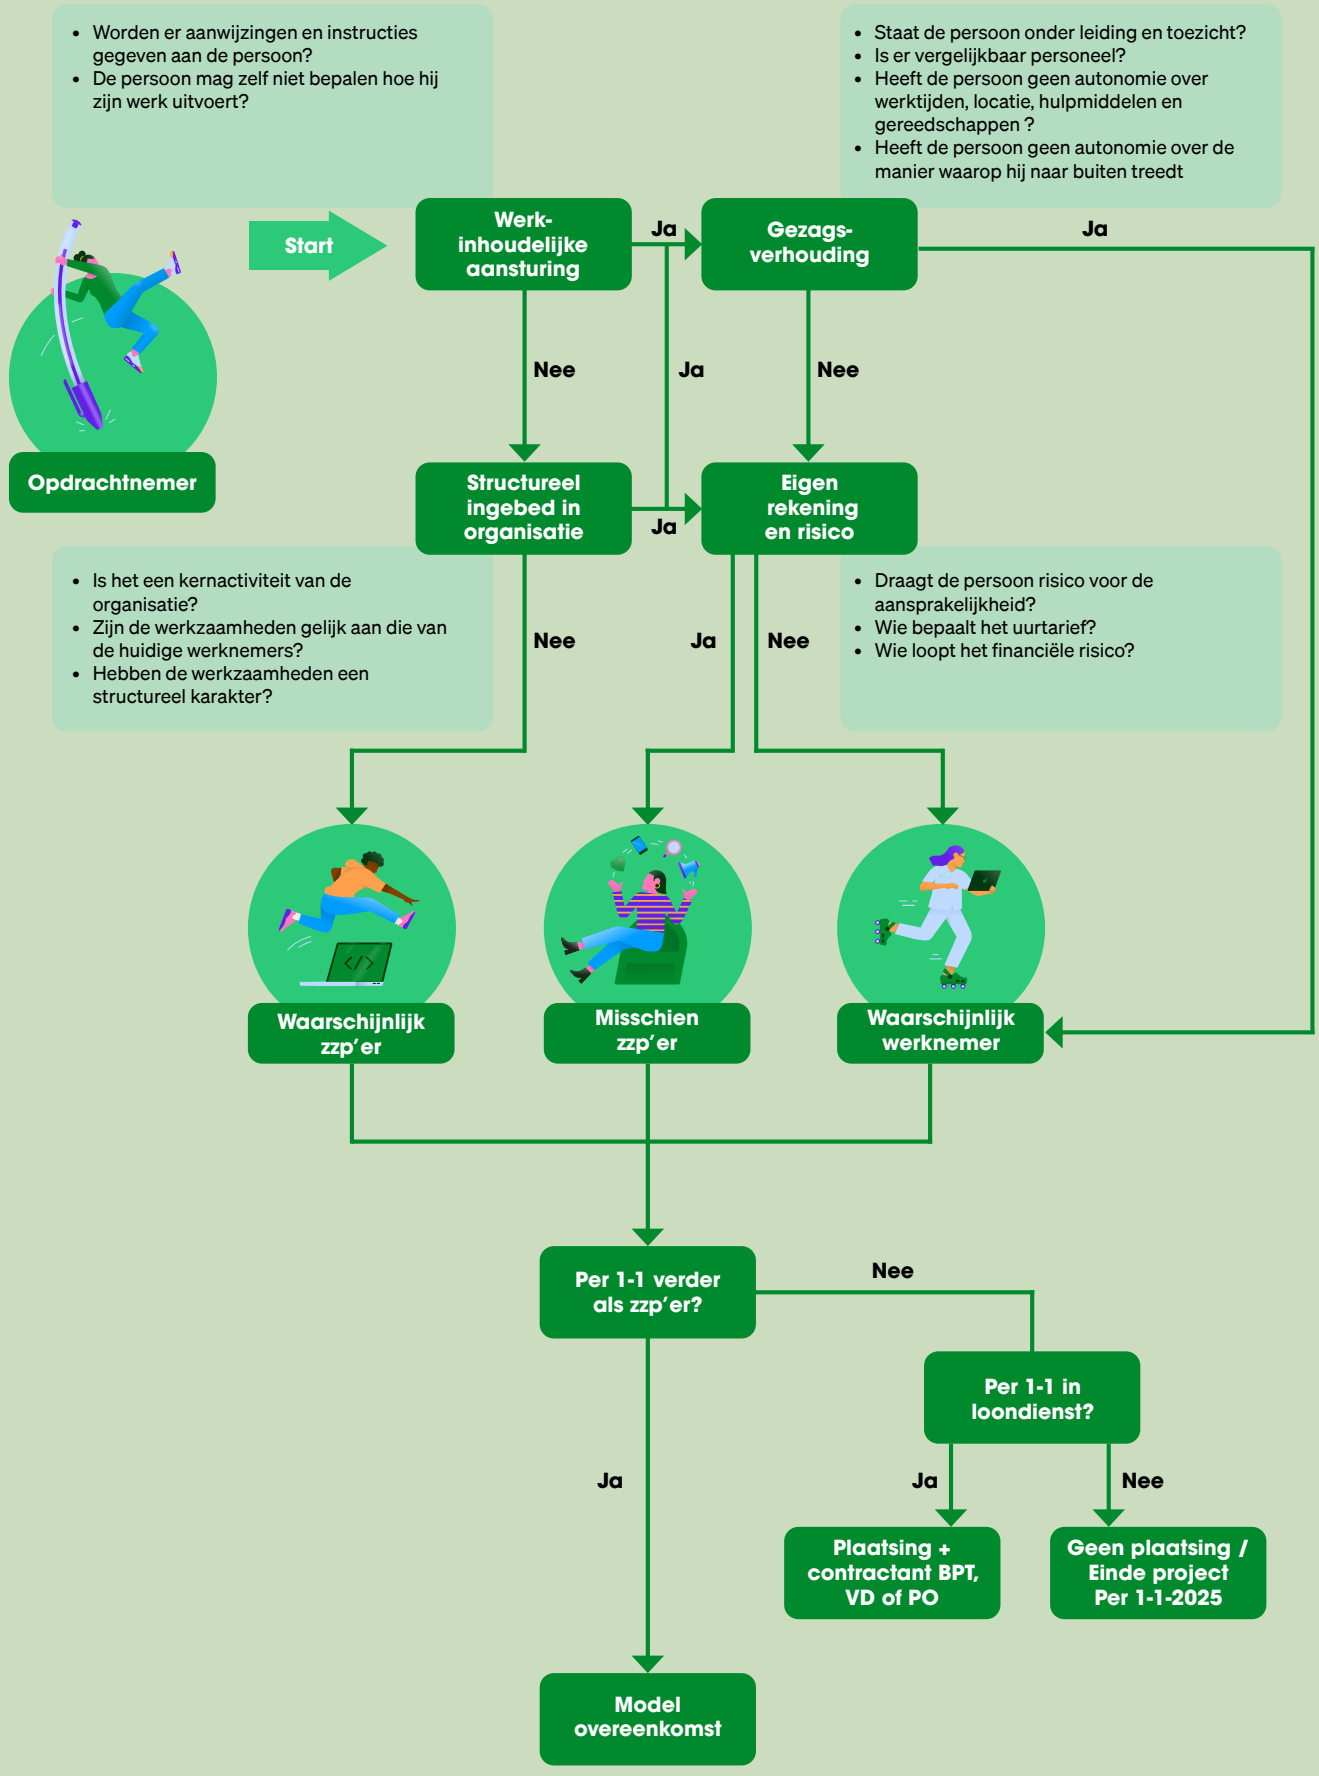 • Worden er aanwijzingen en instructies
gegeven aan de persoon?
• De persoon mag zelf niet bepalen hoe hij
zijn werk uitvoert?
• Staat de persoon onder leiding en toezicht?
• Is er vergelijkbaar personeel?
• Heeft de persoon geen autonomie over
werktijden, locatie, hulpmiddelen en
gereedschappen ?
• Heeft de persoon geen autonomie over de
manier waarop hij naar buiten treedt
Start
Werk-
inhoudelijke
aansturing
Ja
Gezags-
verhouding
Ja
Nee
Ja
Nee
Opdrachtnemer
Structureel
ingebed in
organisatie
Ja
Eigen
rekening
en risico
• Is het een kernactiviteit van de
organisatie?
• Zijn de werkzaamheden gelijk aan die van
de huidige werknemers?
• Hebben de werkzaamheden een
structureel karakter?
Nee
Ja
Nee
• Draagt de persoon risico voor de
aansprakelijkheid?
• Wie bepaalt het uurtarief?
• Wie loopt het financiële risico?
</>
Waarschijnlijk
zzp'er
Misschien
zzp'er
Waarschijnlijk
werknemer
Per 1-1 verder
als zzp'er?
Nee
Per 1-1 in
loondienst?
Ja
Ja
Nee
Plaatsing +
contractant BPT,
VD of PO
Geen plaatsing /
Einde project
Per 1-1-2025
Model
overeenkomst